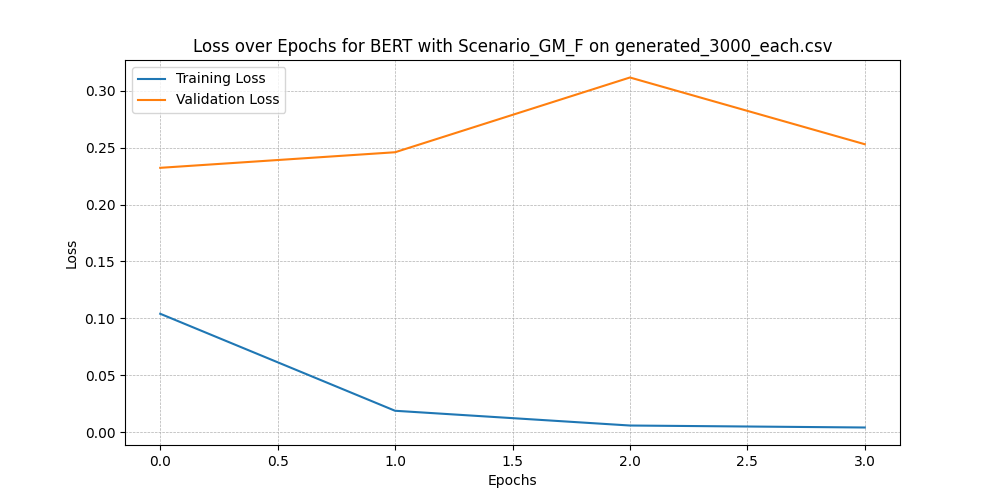 Loss over Epochs for BERT with Scenario_GM_F on generated_3000_each.csv
Training Loss
Validation Loss
0.30
0.25
0.20
0.15
0.10
0.05
0.00
Loss
0.0 0.5 1.0 1.5 2.0 2.5 3.0
Epochs